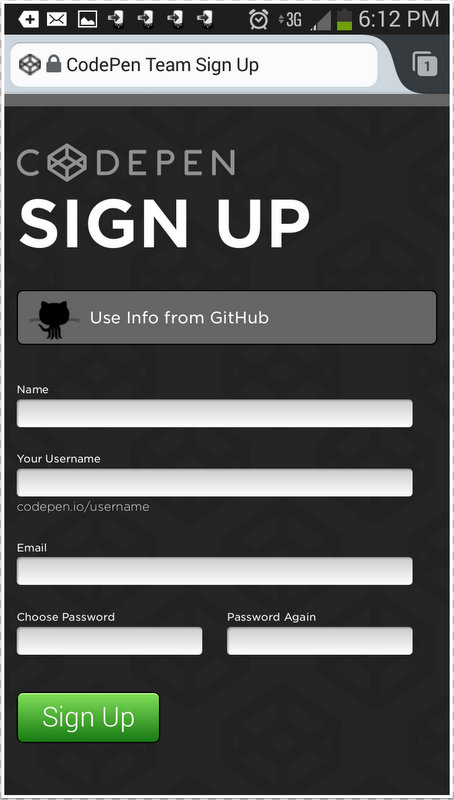 3G 6:12 PM
CodePen Team Sign Up 1
CODEPEN
SIGN UP
Use Info from GitHub
Name
Your Username
codepen.io/username
Email
Choose Password Password Again
Sign Up